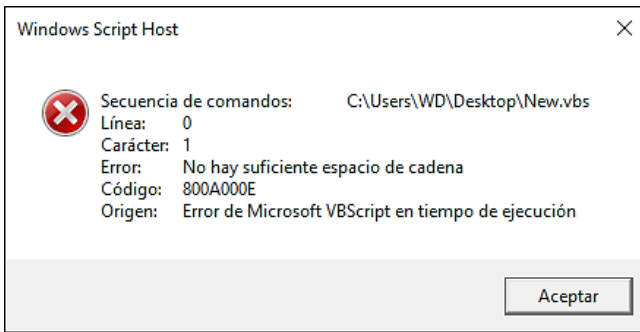 Windows Script Host
Secuencia de comandos: C:\Users\WD\Desktop\New.vbs
Línea: 0
Carácter: 1
Error: No hay suficiente espacio de cadena
Código: 800A000E
Origen: Error de Microsoft VBScript en tiempo de ejecución
Aceptar